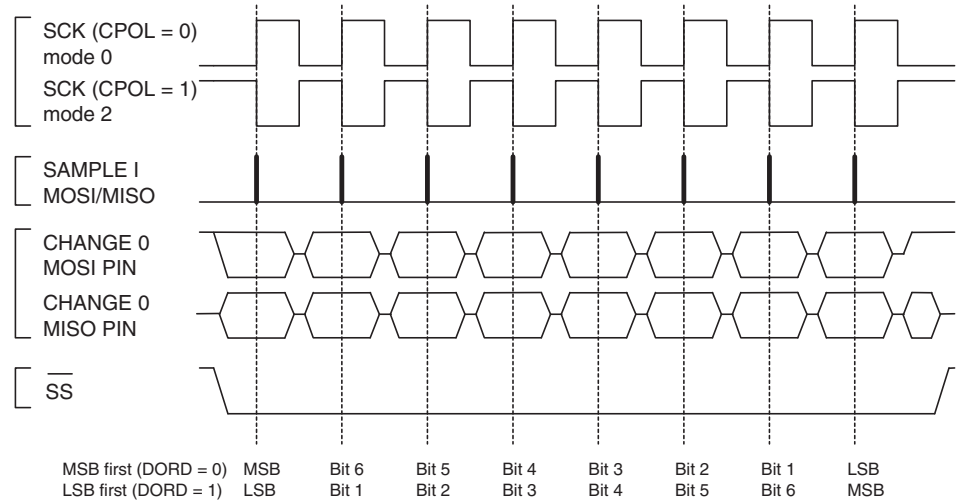 SCK (CPOL = 0)
mode 0
SCK (CPOL = 1)
mode 2
SAMPLE I
MOSI/MISO
CHANGE 0
MOSI PIN
CHANGE 0
MISO PIN
SS
MSB first (DORD = 0) MSB Bit 6 Bit 5 Bit 4 Bit 3 Bit 2 Bit 1 LSB
LSB first (DORD = 1) LSB Bit 1 Bit 2 Bit 3 Bit 4 Bit 5 Bit 6 MSB